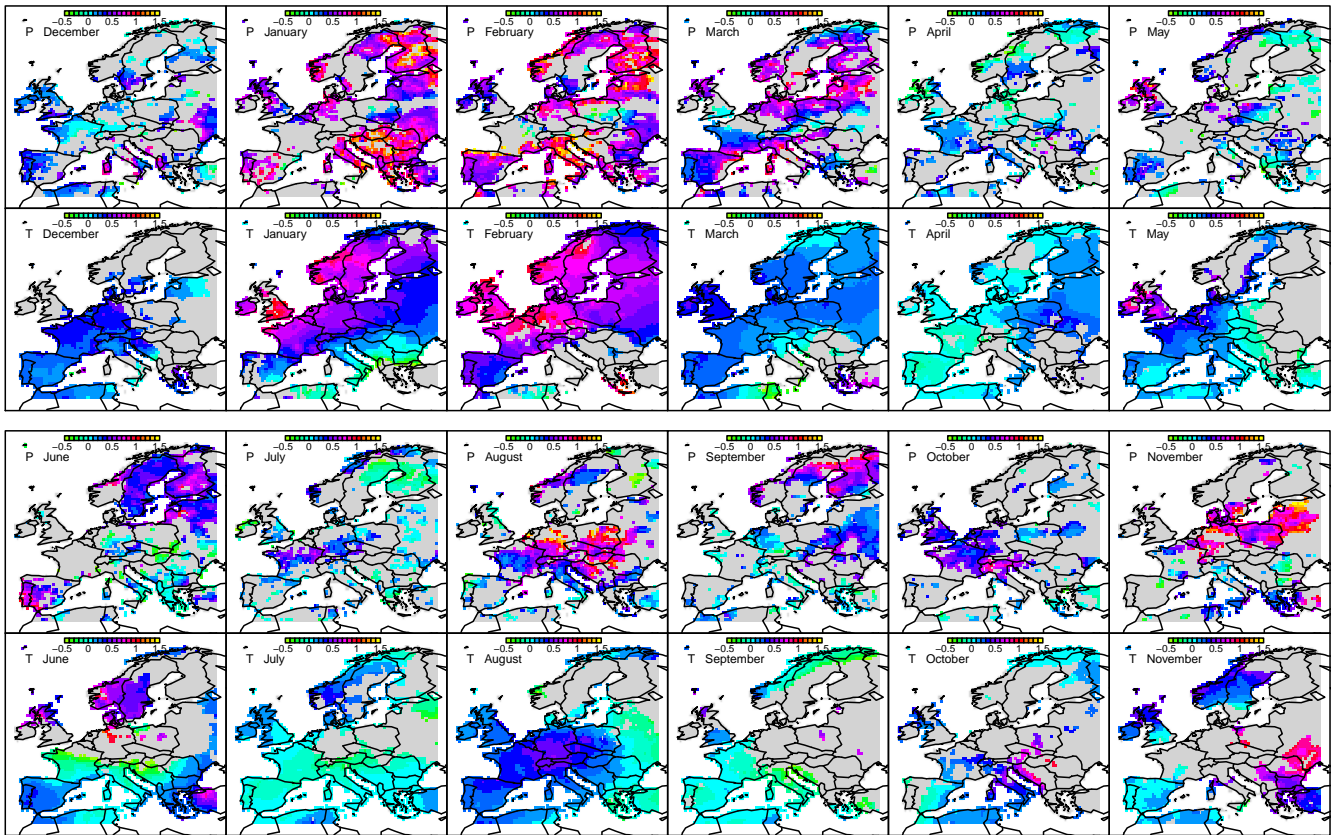 −0.5 0 0.5 1 1.5 −0.5 0 0.5 1 1.5 −0.5 0 0.5 1 1.5 −0.5 0 0.5 1 1.5 −0.5 0 0.5 1 1.5 −0.5 0 0.5 1 1.5
P December P January P February P March P April P May
−0.5 0 0.5 1 1.5 −0.5 0 0.5 1 1.5 −0.5 0 0.5 1 1.5 −0.5 0 0.5 1 1.5 −0.5 0 0.5 1 1.5 −0.5 0 0.5 1 1.5
T December T January T February T March T April T May
−0.5 0 0.5 1 1.5 −0.5 0 0.5 1 1.5 −0.5 0 0.5 1 1.5 −0.5 0 0.5 1 1.5 −0.5 0 0.5 1 1.5 −0.5 0 0.5 1 1.5
P June P July P August P September P October P November
−0.5 0 0.5 1 1.5 −0.5 0 0.5 1 1.5 −0.5 0 0.5 1 1.5 −0.5 0 0.5 1 1.5 −0.5 0 0.5 1 1.5 −0.5 0 0.5 1 1.5
T June T July T August T September T October T November